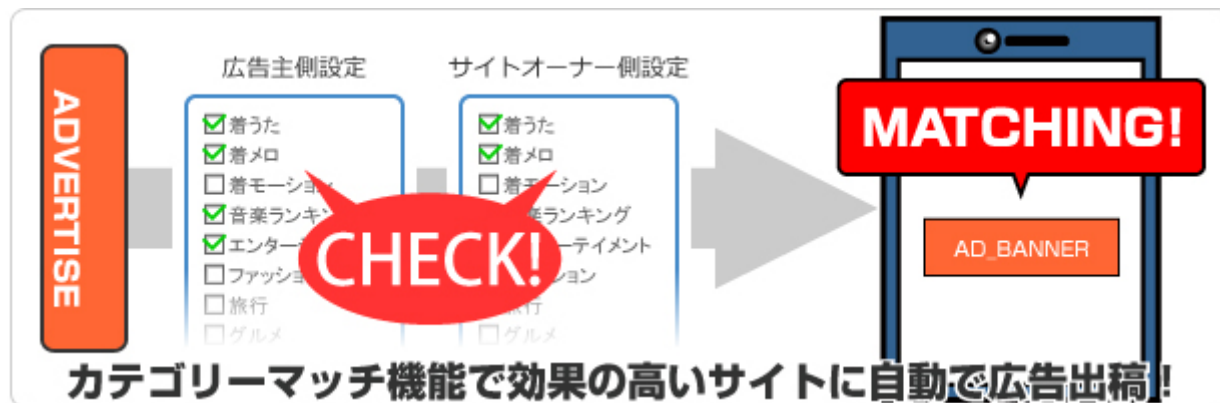 ADVERTISE
広告主側設定
着うた
着メロ
着モーション
音楽ランキン
エンター
ファッション
旅行
グルメ
サイトオーナー側設定
着うた
着メロ
着モーション
楽ランキング
ーテイメント
ション
旅行
グルメ
CHECK!
MATCHING!
AD_BANNER
カテゴリーマッチ機能で効果の高いサイトに自動で広告出稿！